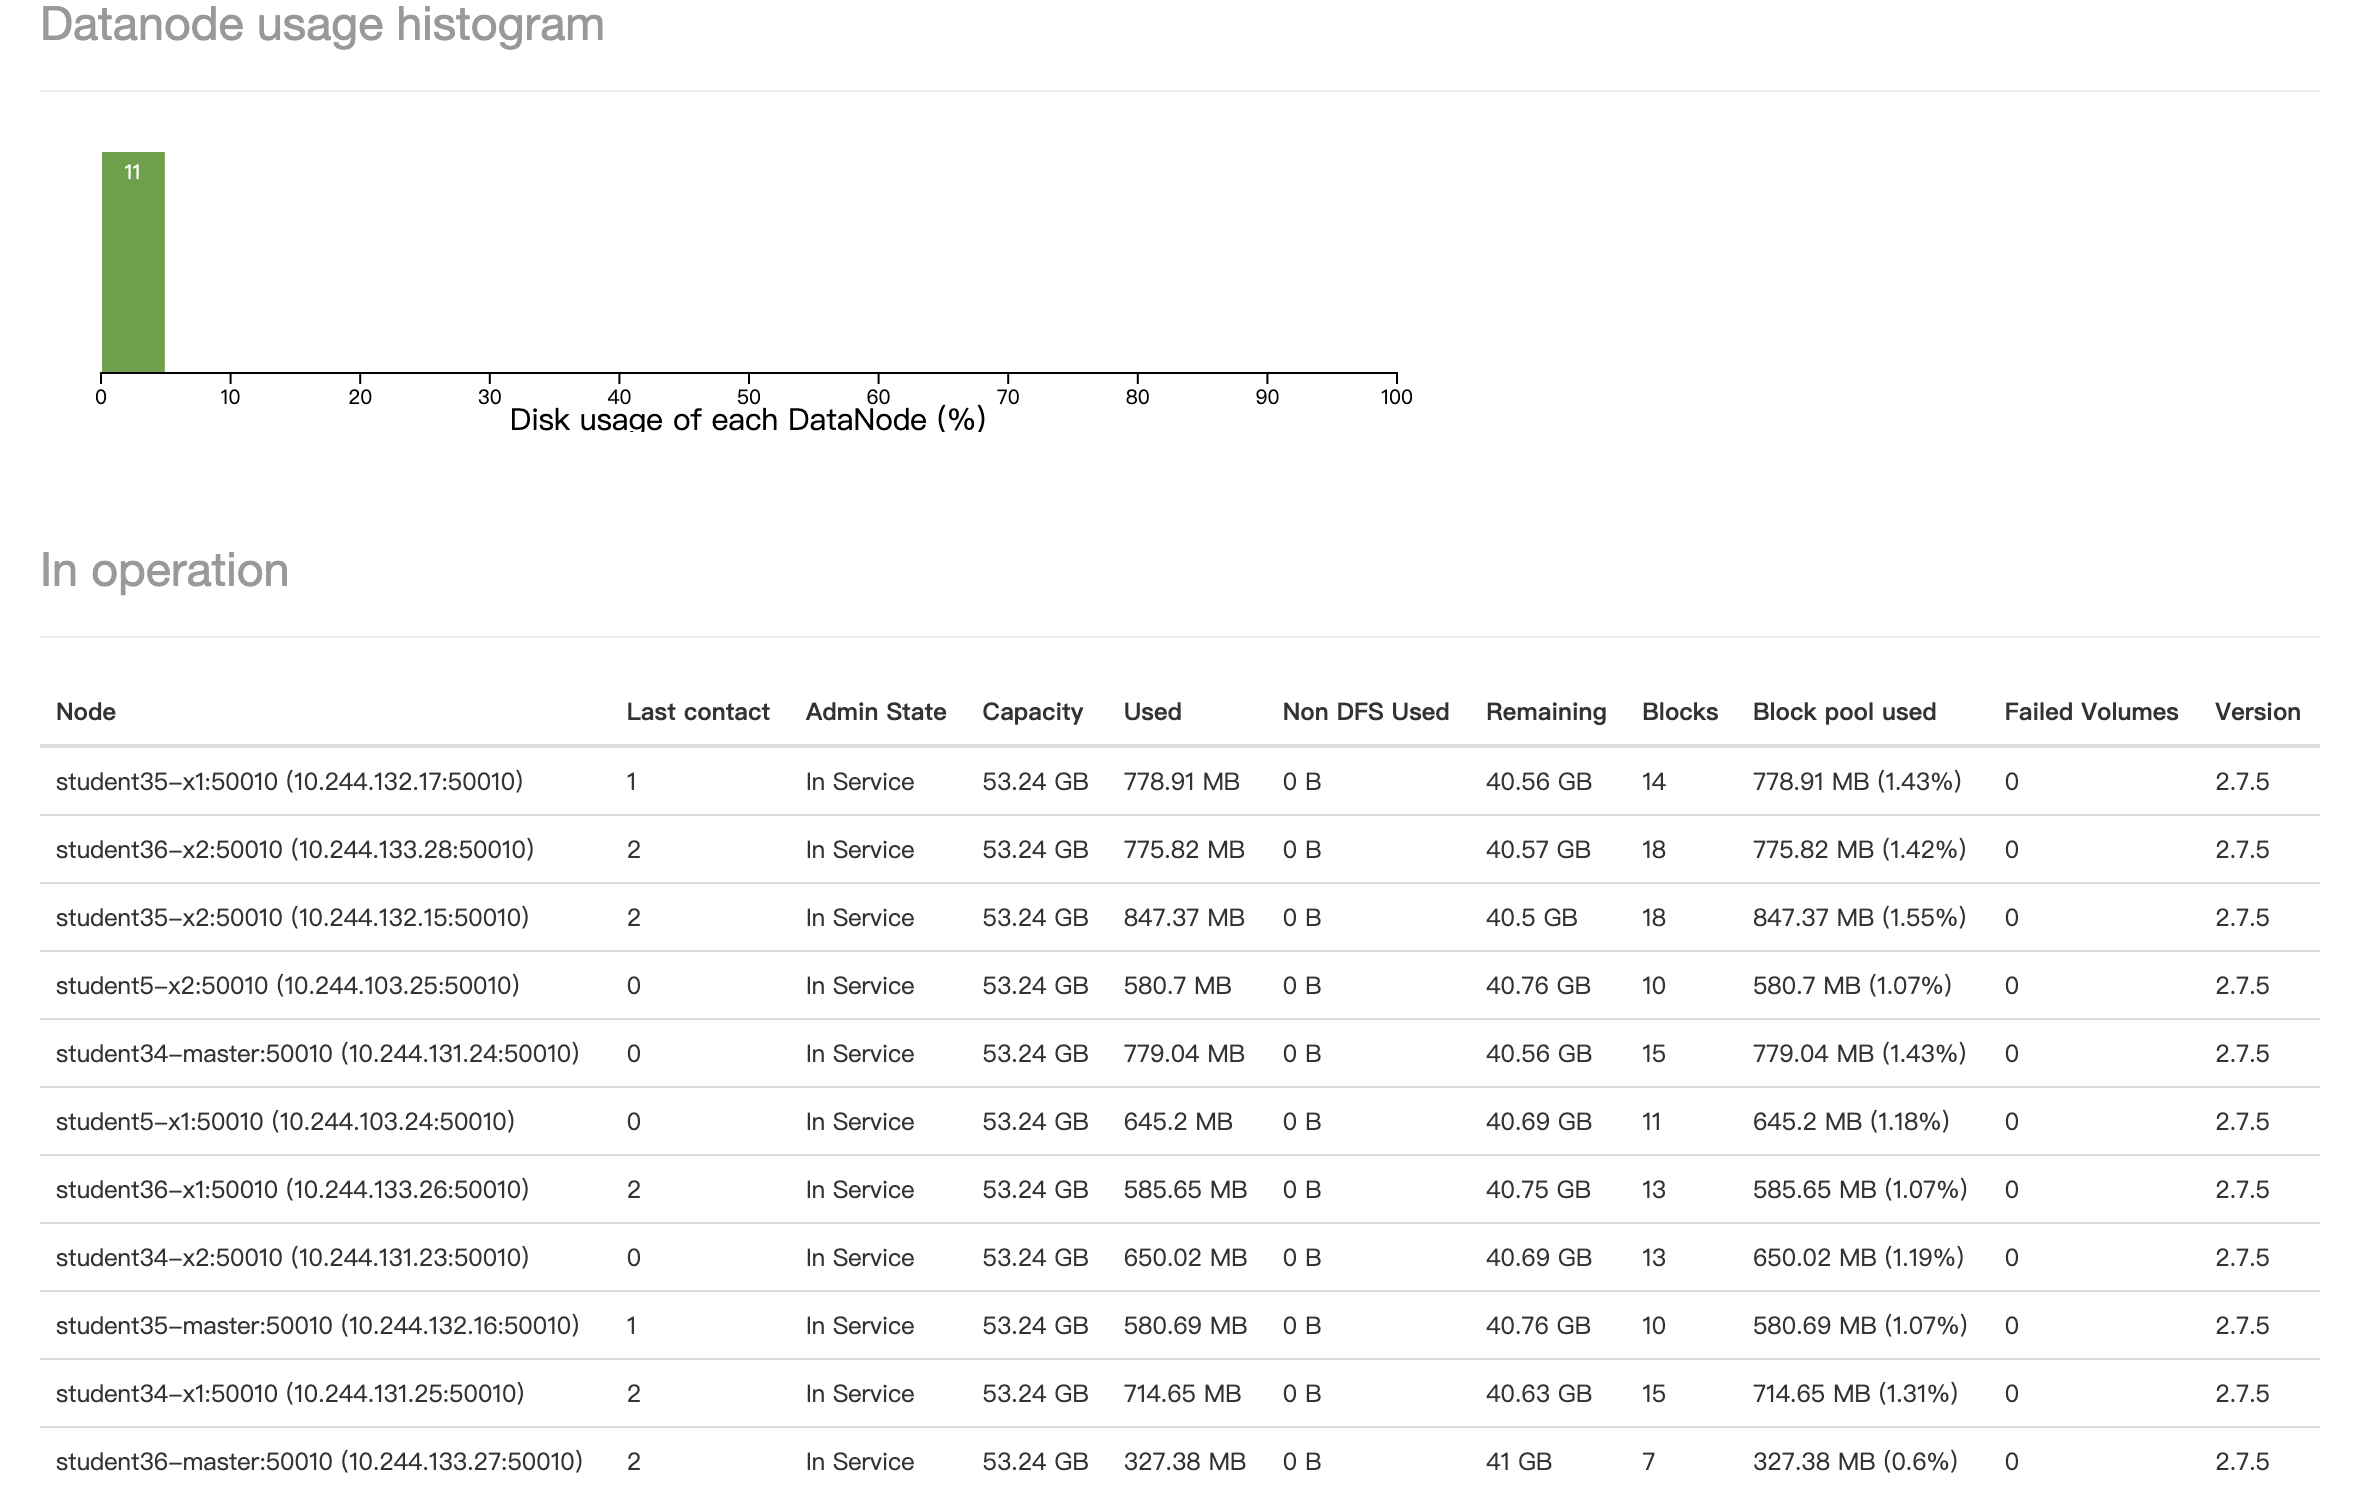 Datanode usage histogram
11
0 10 20 30 40 50 60 70 80 90 100
Disk usage of each DataNode (%)
In operation
Node Last contact Admin State Capacity Used Non DFS Used Remaining Blocks Block pool used Failed Volumes Version
student35-x1:50010 (10.244.132.17:50010) 1 In Service 53.24 GB 778.91 MB 0 B 40.56 GB 14 778.91 MB (1.43%) 0 2.7.5
student36-x2:50010 (10.244.133.28:50010) 2 In Service 53.24 GB 775.82 MB 0 B 40.57 GB 18 775.82 MB (1.42%) 0 2.7.5
student35-x2:50010 (10.244.132.15:50010) 2 In Service 53.24 GB 847.37 MB 0 B 40.5 GB 18 847.37 MB (1.55%) 0 2.7.5
student5-x2:50010 (10.244.103.25:50010) 0 In Service 53.24 GB 580.7 MB 0 B 40.76 GB 10 580.7 MB (1.07%) 0 2.7.5
student34-master:50010 (10.244.131.24:50010) 0 In Service 53.24 GB 779.04 MB 0 B 40.56 GB 15 779.04 MB (1.43%) 0 2.7.5
student5-x1:50010 (10.244.103.24:50010) 0 In Service 53.24 GB 645.2 MB 0 B 40.69 GB 11 645.2 MB (1.18%) 0 2.7.5
student36-x1:50010 (10.244.133.26:50010) 2 In Service 53.24 GB 585.65 MB 0 B 40.75 GB 13 585.65 MB (1.07%) 0 2.7.5
student34-x2:50010 (10.244.131.23:50010) 0 In Service 53.24 GB 650.02 MB 0 B 40.69 GB 13 650.02 MB (1.19%) 0 2.7.5
student35-master:50010 (10.244.132.16:50010) 1 In Service 53.24 GB 580.69 MB 0 B 40.76 GB 10 580.69 MB (1.07%) 0 2.7.5
student34-x1:50010 (10.244.131.25:50010) 2 In Service 53.24 GB 714.65 MB 0 B 40.63 GB 15 714.65 MB (1.31%) 0 2.7.5
student36-master:50010 (10.244.133.27:50010) 2 In Service 53.24 GB 327.38 MB 0 B 41 GB 7 327.38 MB (0.6%) 0 2.7.5